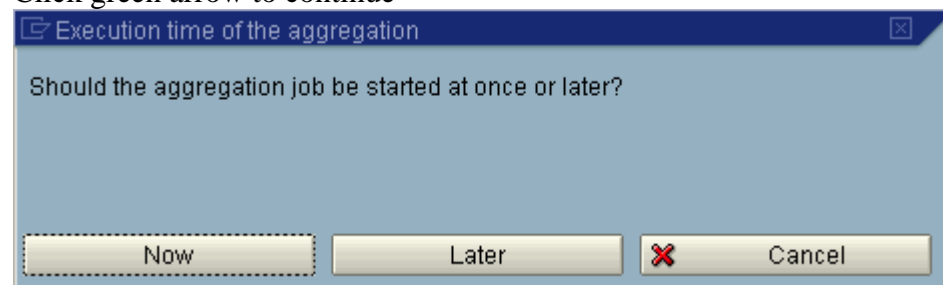 Click green arrow to continue
Execution time of the aggregation
Should the aggregation job be started at once or later?
Now Later Cancel